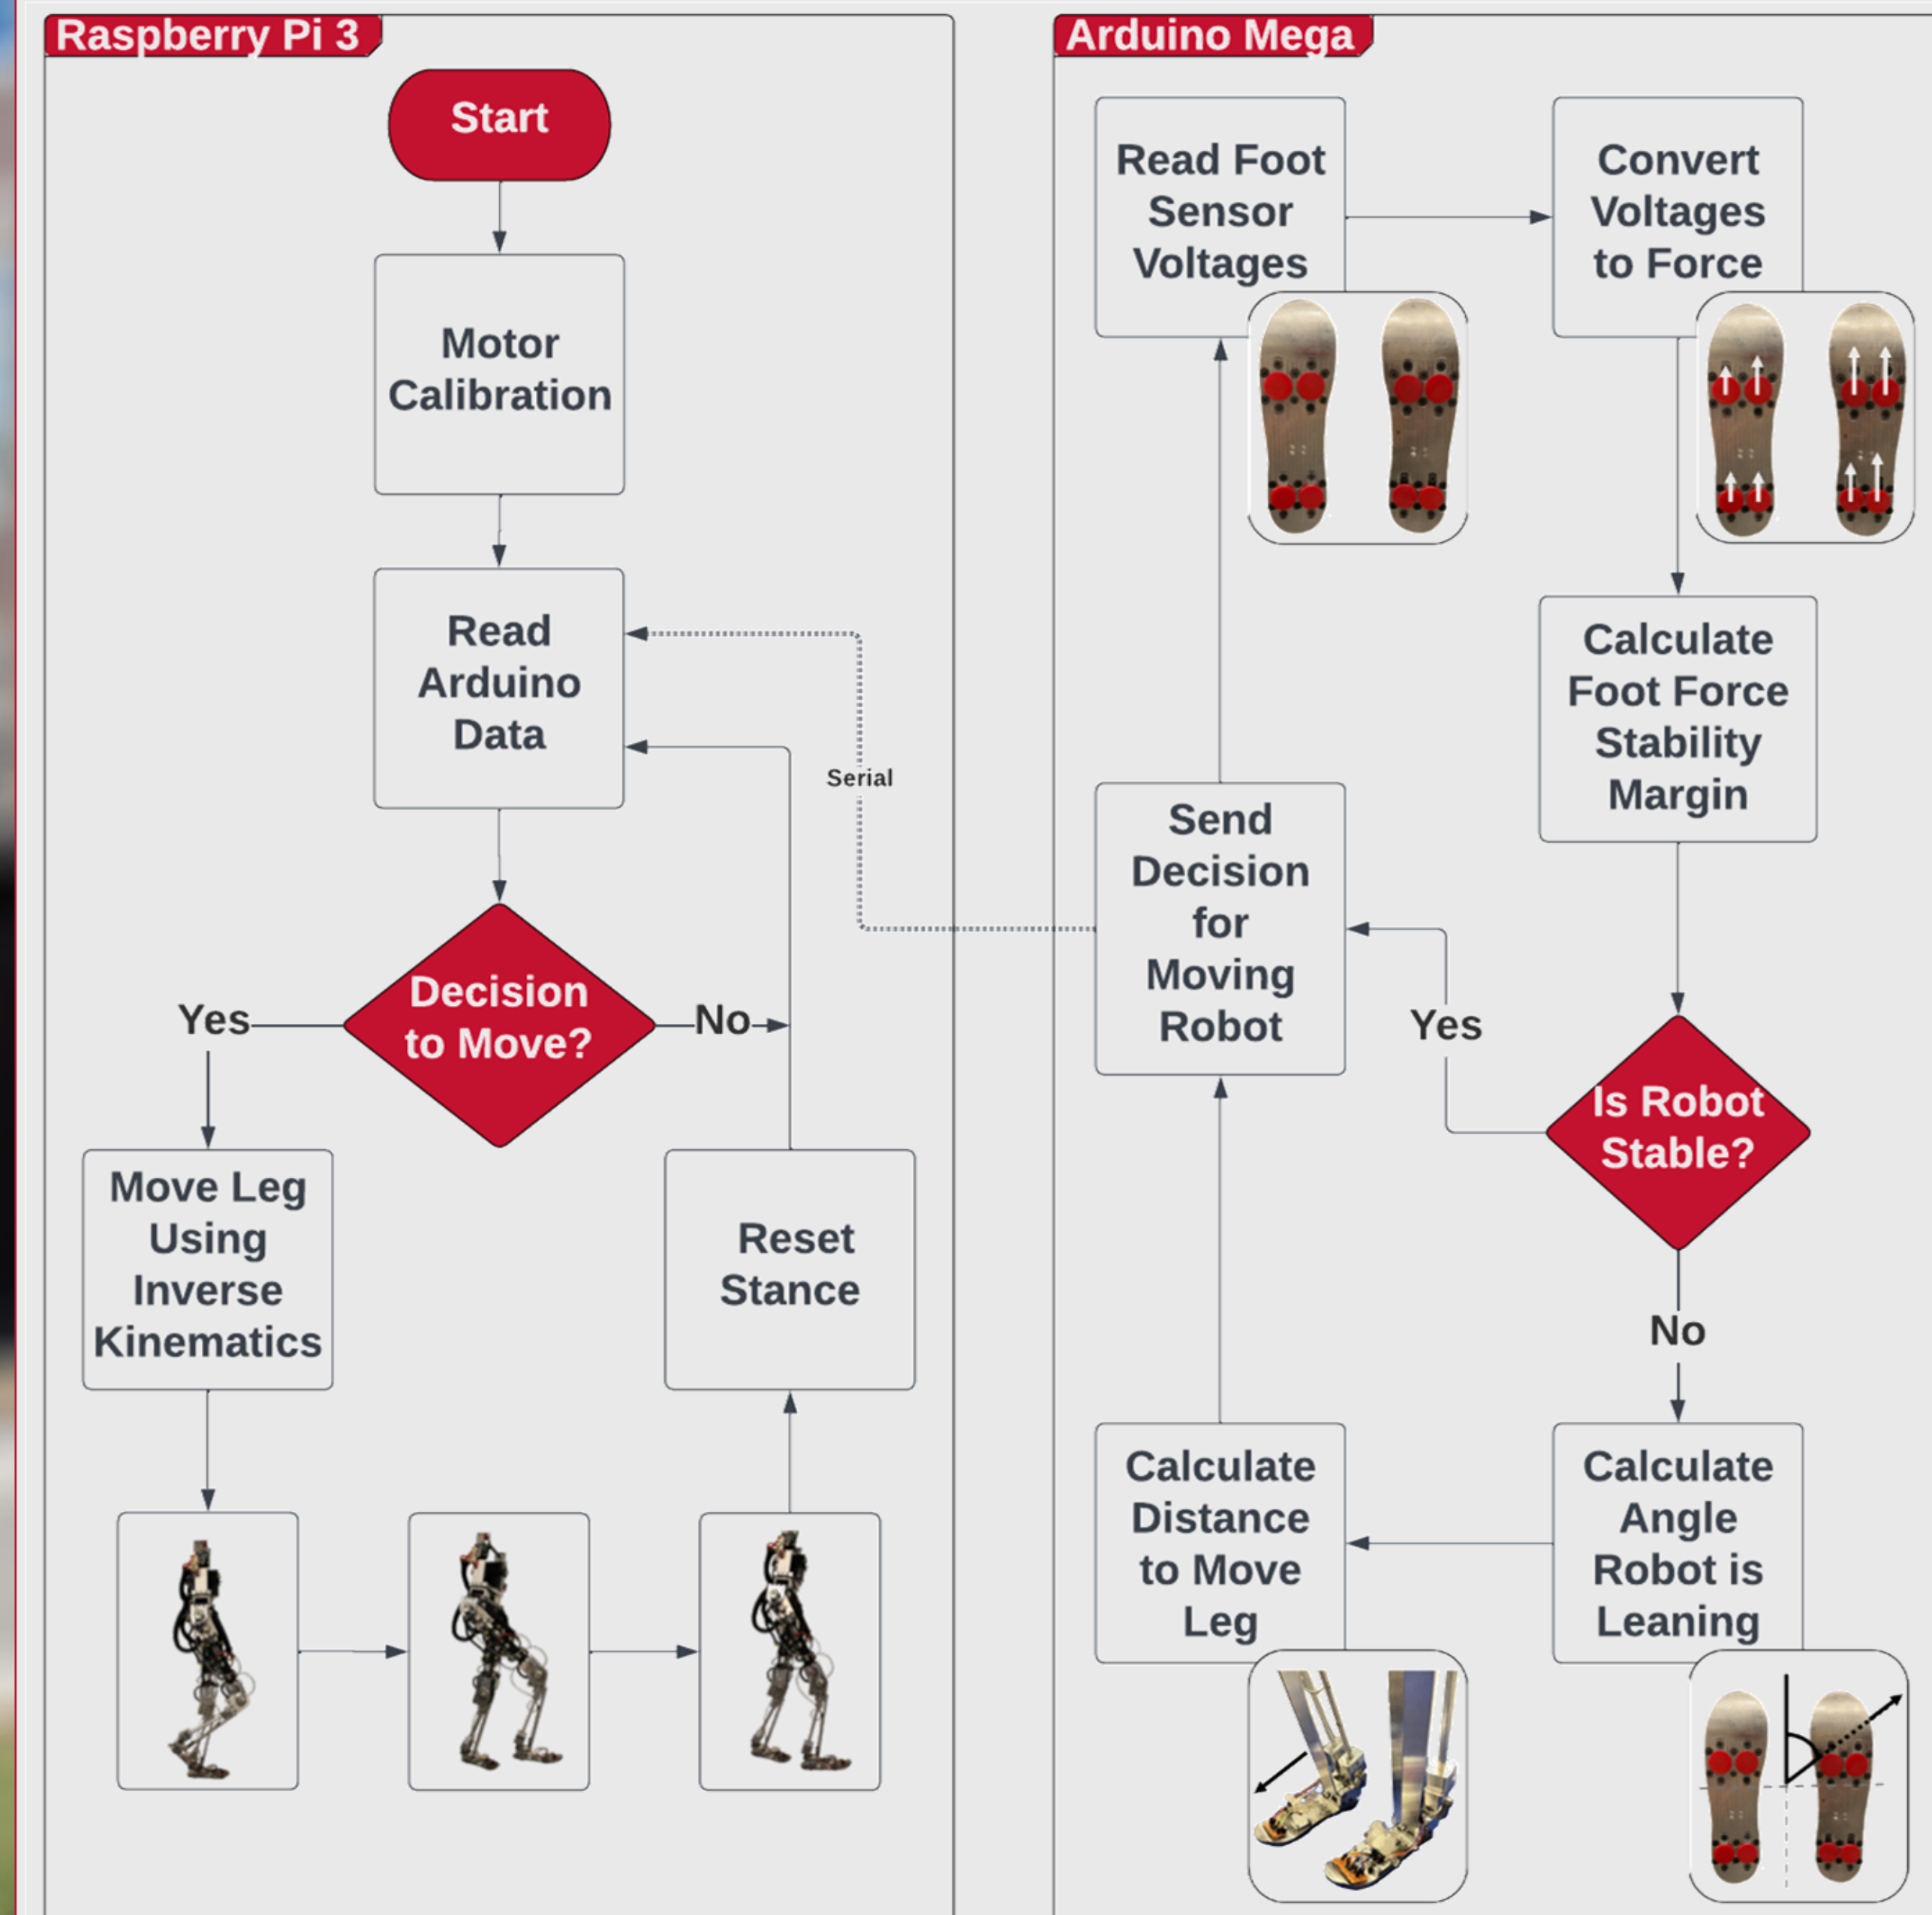 Raspberry Pi 3
Start
Motor
Calibration
Read
Arduino
Data
Serial
Decision
to Move?
Yes
No
Move Leg
Using
Inverse
Kinematics
Reset
Stance
Arduino Mega
Read Foot
Sensor
Voltages
Convert
Voltages
to Force
Calculate
Foot Force
Stability
Margin
Send
Decision
for
Moving
Robot
Yes
Is Robot
Stable?
No
Calculate
Distance
to Move
Leg
Calculate
Angle
Robot is
Leaning